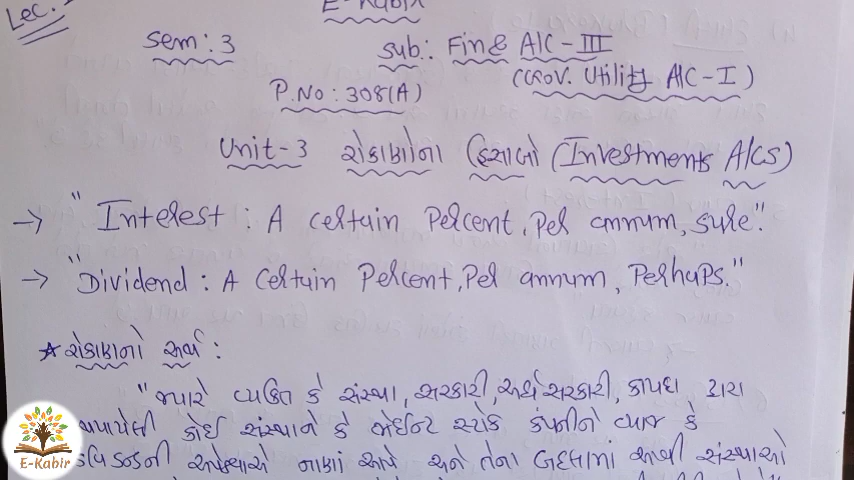 Lec.
E-Kabir
Sem: 3
Sub: Fin & A/C - III
(Gov. Utility A/C - I)
P.No: 308(A)
Unit-3 રોકાણોના હિસાબો (Investments A/CS)
→ "Interest : A certain Percent, Per annum, sure".
→ "Dividend : A Certain Percent, Per annum, Perhaps."
★ રોકાણનો અર્થ :
"જ્યારે વ્યક્તિ કે સંસ્થા, સરકારી, અર્ધસરકારી, કાયદા દ્વારા
સ્થપાયેલી કોઈ સંસ્થાને કે જોઈન્ટ સ્ટોક કંપનીને વ્યાજ કે
ડિવિડન્ડની અપેક્ષાએ નાણાં આપે અને તેના બદલામાં આવી સંસ્થાઓ
E-Kabir